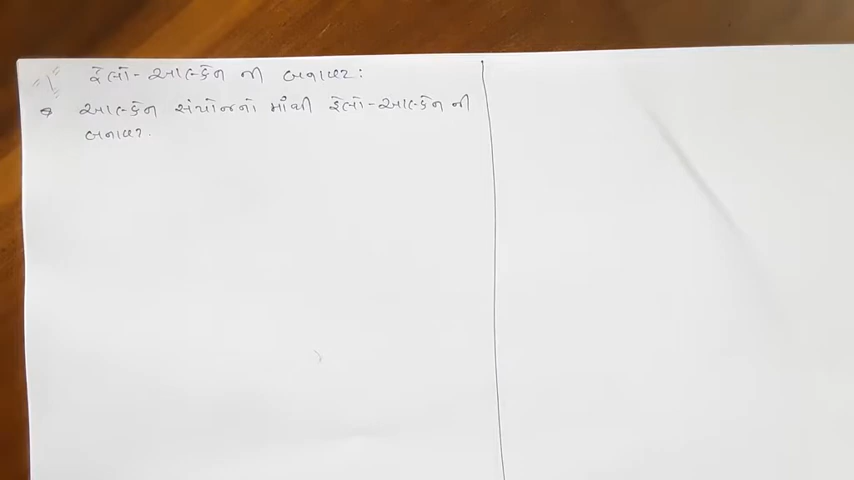 હેલો-આલ્કેન ની બનાવટ:
આલ્કેન સંયોજનો માંથી હેલો-આલ્કેન ની
બનાવટ.